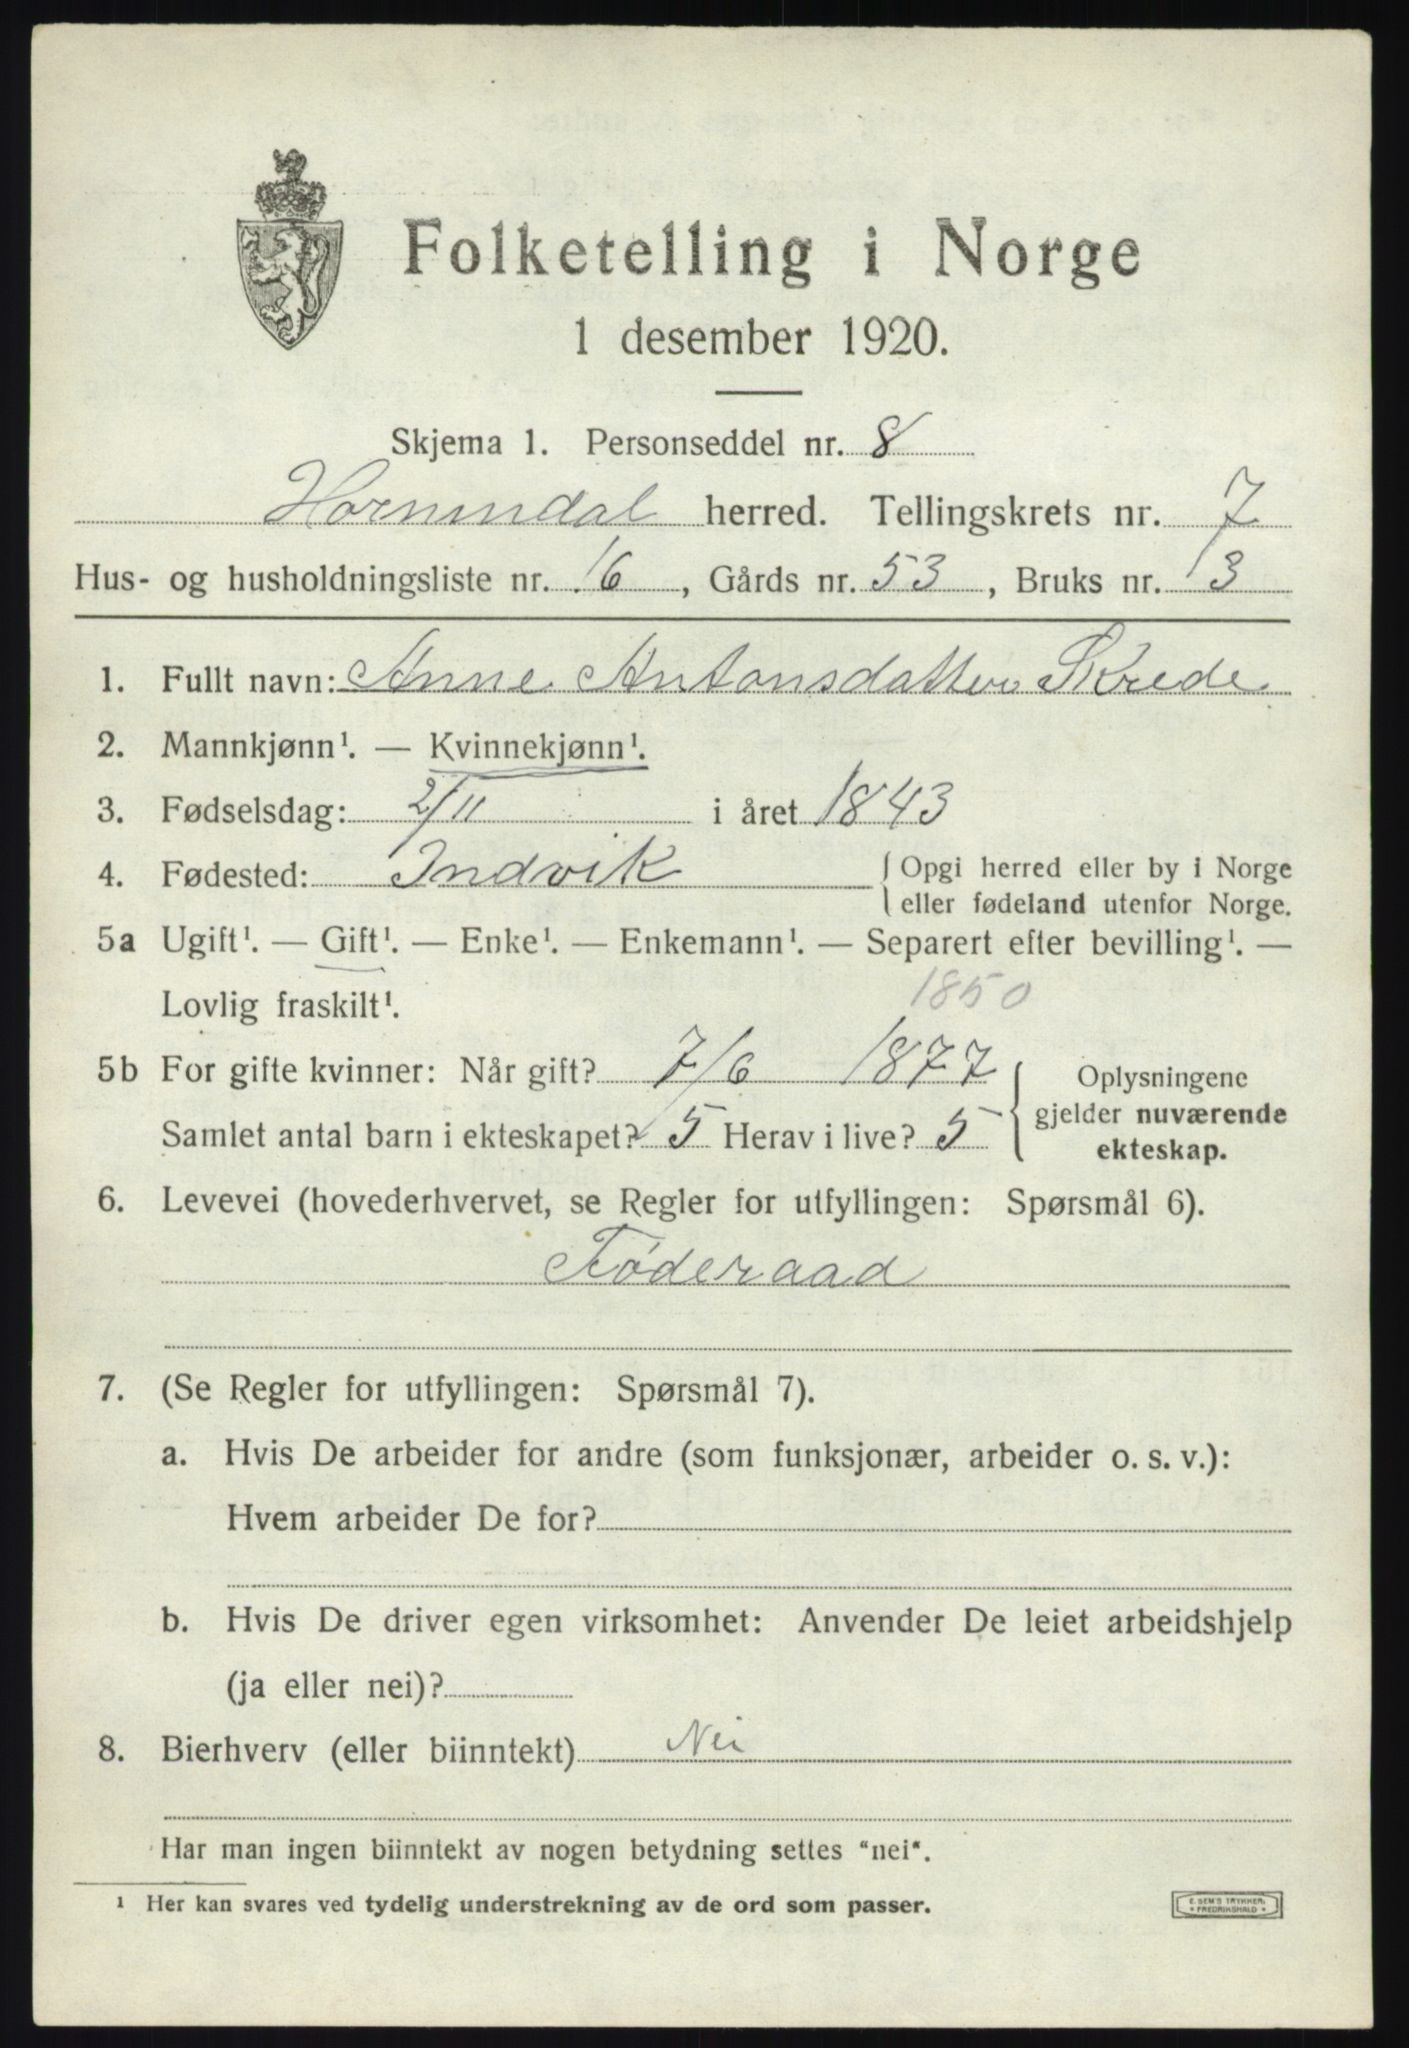 Folketelling i Norge
1 desember 1920.
Skjema 1. Personseddel nr. 8
Hornindal herred. Tellingskrets nr. 7
Hus- og husholdningsliste nr. 16, Gårds nr. 53, Bruks nr. 13
1. Fullt navn: Anne Antonsdatter Skrede
2. Mannkjønn¹. — Kvinnekjønn¹.
3. Fødselsdag: 2/11 i året 1843
4. Fødested: Indvik { Opgi herred eller by i Norge
eller fødeland utenfor Norge.
5a Ugift¹. — Gift¹. — Enke¹. — Enkemann¹. — Separert efter bevilling¹. —
Lovlig fraskilt¹. 1850
5b For gifte kvinner: Når gift? 7/6 1877 { Oplysningene
gjelder nuværende
ekteskap.
Samlet antal barn i ekteskapet? 5 Herav i live? 5
6. Levevei (hovederhvervet, se Regler for utfyllingen: Spørsmål 6).
Føderaad
7. (Se Regler for utfyllingen: Spørsmål 7).
a. Hvis De arbeider for andre (som funksjonær, arbeider o. s. v.):
Hvem arbeider De for?
b. Hvis De driver egen virksomhet: Anvender De leiet arbeidshjelp
(ja eller nei)?
8. Bierhverv (eller biinntekt) Nei
Har man ingen biinntekt av nogen betydning settes "nei".
¹ Her kan svares ved tydelig understrekning av de ord som passer.
E. SEM'S TRYKKERI
* FREDRIKSHALD *